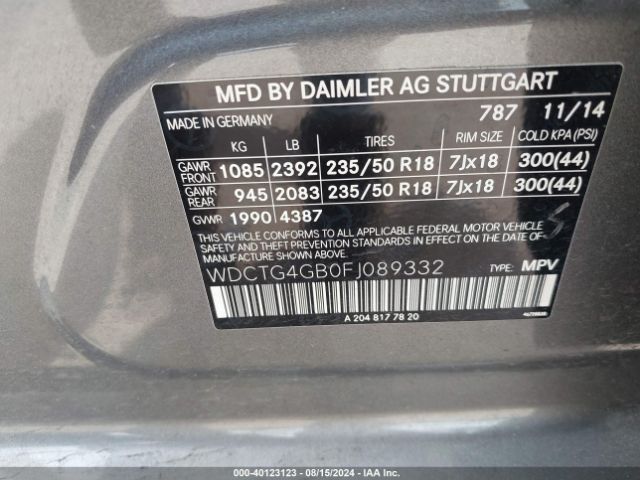 MFD BY DAIMLER AG STUTTGART
787 11/14
MADE IN GERMANY
KG LB TIRES RIM SIZE COLD KPA (PSI)
GAWR FRONT 1085 2392 235/50 R18 7Jx18 300(44)
GAWR REAR 945 2083 235/50 R18 7Jx18 300(44)
GVWR 1990 4387
THIS VEHICLE CONFORMS TO ALL APPLICABLE FEDERAL MOTOR VEHICLE
SAFETY, BUMPER, AND THEFT PREVENTION STANDARDS IN EFFECT
ON THE DATE OF MANUFACTURE SHOWN ABOVE.
WDCTG4GB0FJ089332 TYPE: MPV
A 204 817 78 20
000-40123123 - 08/15/2024 - IAA Inc.